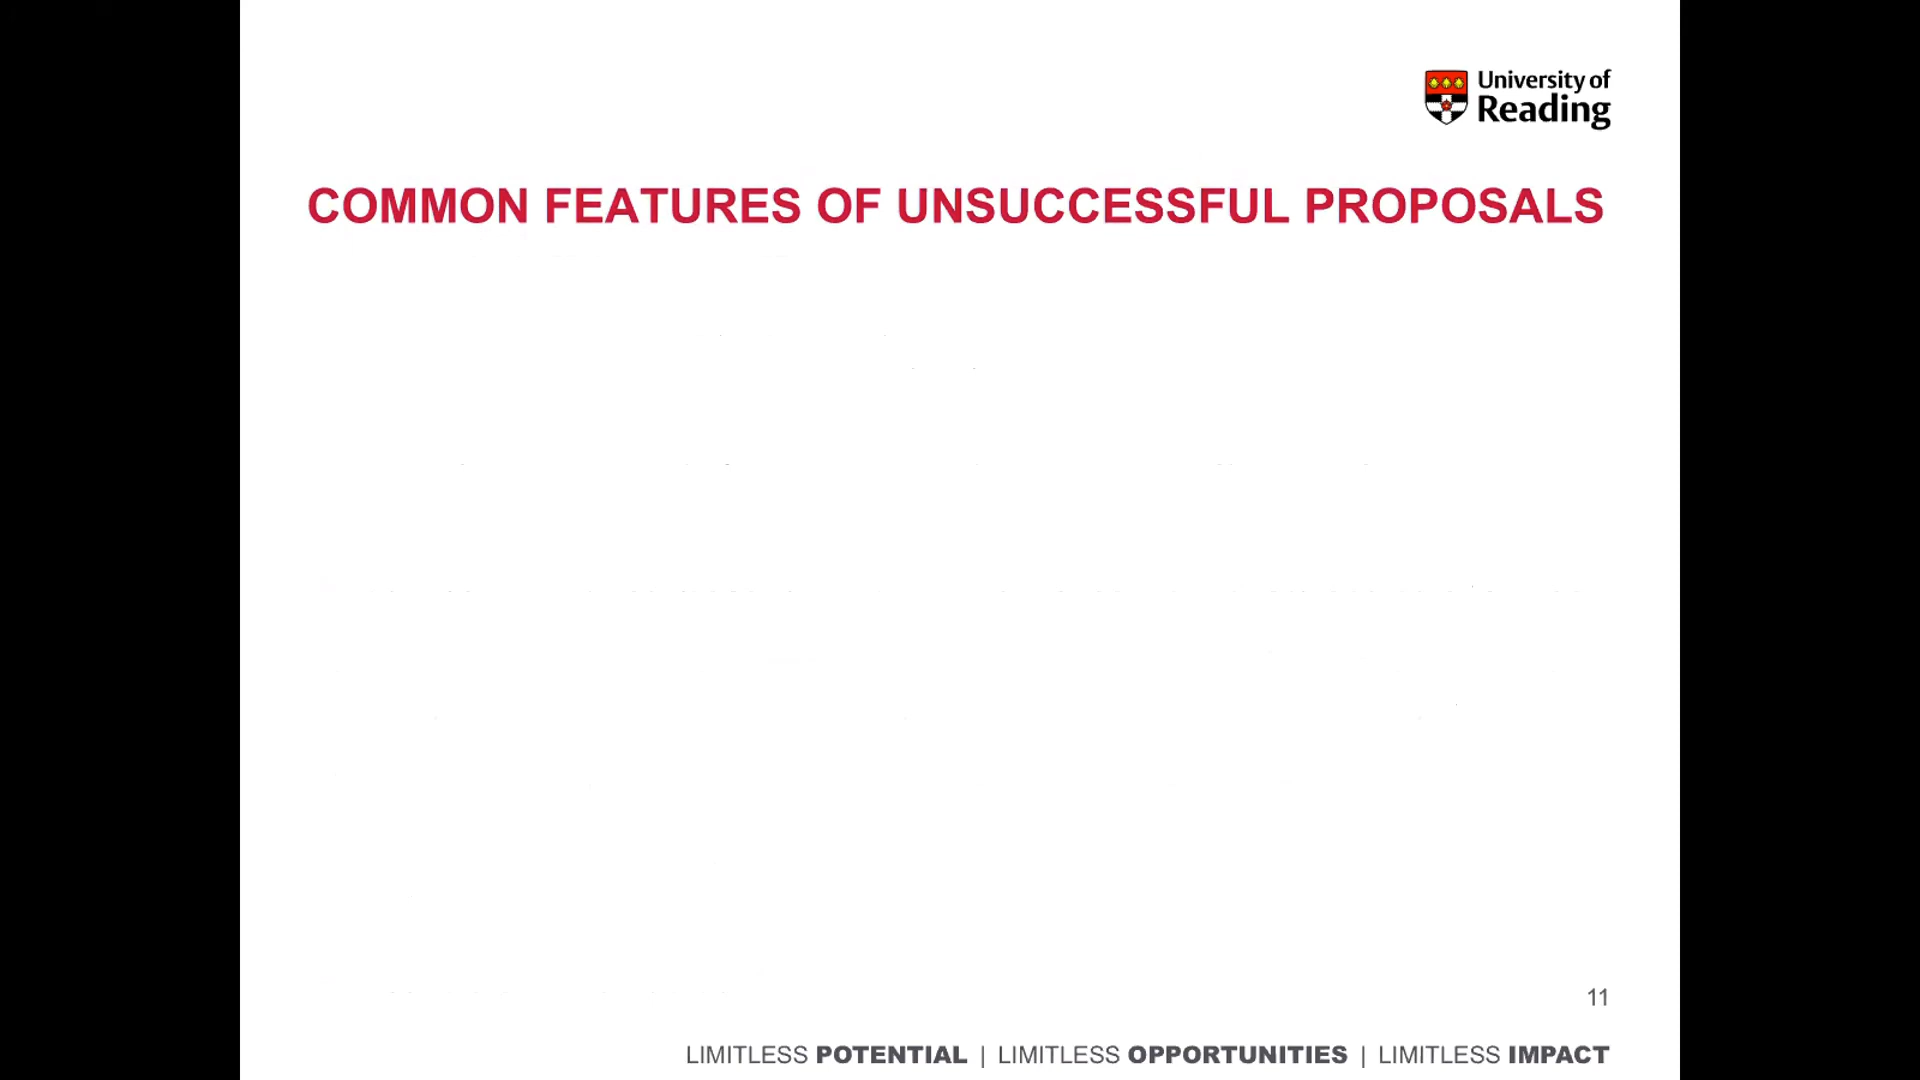 University of
Reading
COMMON FEATURES OF UNSUCCESSFUL PROPOSALS
11
LIMITLESS POTENTIAL | LIMITLESS OPPORTUNITIES | LIMITLESS IMPACT